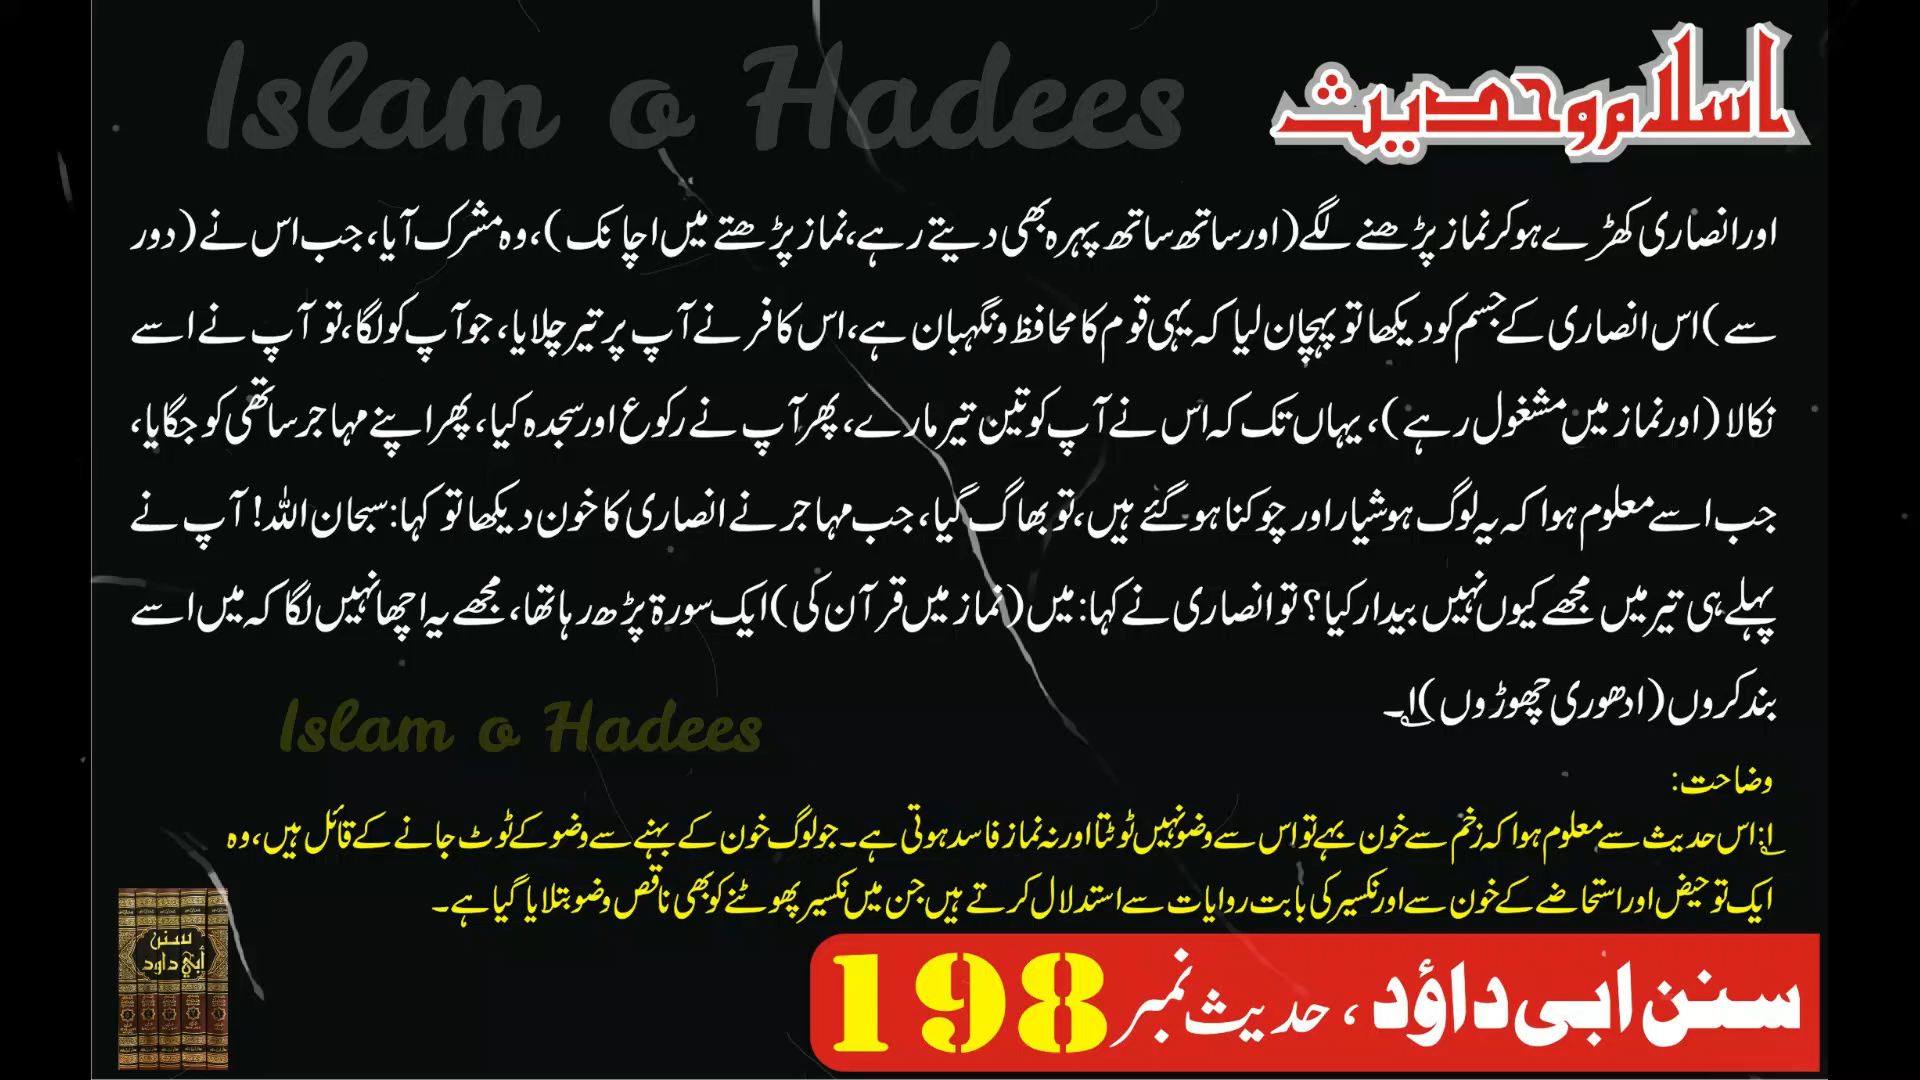 Islam o Hadees
اسلام و حدیث
اور انصاری کھڑے ہو کر نماز پڑھنے لگے (اور ساتھ ساتھ پہرہ بھی دیتے رہے، نماز پڑھتے میں اچانک)، وہ مشرک آیا، جب اس نے (دور
سے) اس انصاری کے جسم کو دیکھا تو پہچان لیا کہ یہی قوم کا محافظ و نگہبان ہے، اس کافر نے آپ پر تیر چلایا، جو آپ کو لگا، تو آپ نے اسے
نکالا (اور نماز میں مشغول رہے)، یہاں تک کہ اس نے آپ کو تین تیر مارے، پھر آپ نے رکوع اور سجدہ کیا، پھر اپنے مہاجر ساتھی کو جگایا،
جب اسے معلوم ہوا کہ یہ لوگ ہوشیار اور چوکنا ہو گئے ہیں، تو بھاگ گیا، جب مہاجر نے انصاری کا خون دیکھا تو کہا: سبحان اللہ! آپ نے
پہلے ہی تیر میں مجھے کیوں نہیں بیدار کیا؟ تو انصاری نے کہا: میں (نماز میں قرآن کی) ایک سورۃ پڑھ رہا تھا، مجھے یہ اچھا نہیں لگا کہ میں اسے
بند کروں (ادھوری چھوڑوں) ا؂۔
Islam o Hadees
وضاحت:
ا؂: اس حدیث سے معلوم ہوا کہ زخم سے خون بہے تو اس سے وضو نہیں ٹوٹتا اور نہ نماز فاسد ہوتی ہے۔ جو لوگ خون کے بہنے سے وضو کے ٹوٹ جانے کے قائل ہیں، وہ
ایک تو حیض اور استحاضے کے خون سے اور نکسیر کی بابت روایات سے استدلال کرتے ہیں جن میں نکسیر پھوٹنے کو بھی ناقص وضو بتلایا گیا ہے۔
سنن
أبي داود
سنن ابی داؤد، حدیث نمبر 198